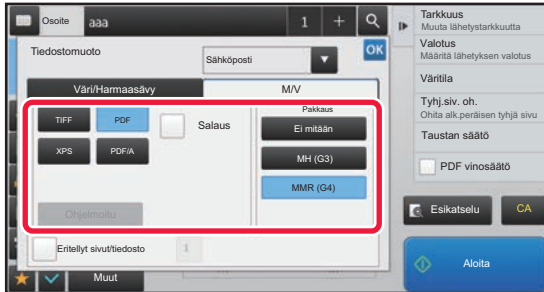 Osoite
aaa
1
+
Tiedostomuoto
Sähköposti
OK
Väri/Harmaasävy
M/V
TIFF
PDF
Salaus
XPS
PDF/A
Ohjelmoitu
Pakkaus
Ei mitään
MH (G3)
MMR (G4)
Eritellyt sivut/tiedosto
1
Muut
Tarkkuus
Muuta lähetystarkkuutta
Valotus
Määritä lähetyksen valotus
Väritila
Tyhj.siv. oh.
Ohita alk.peräisen tyhjä sivu
Taustan säätö
PDF vinosäätö
Esikatselu
CA
Aloita